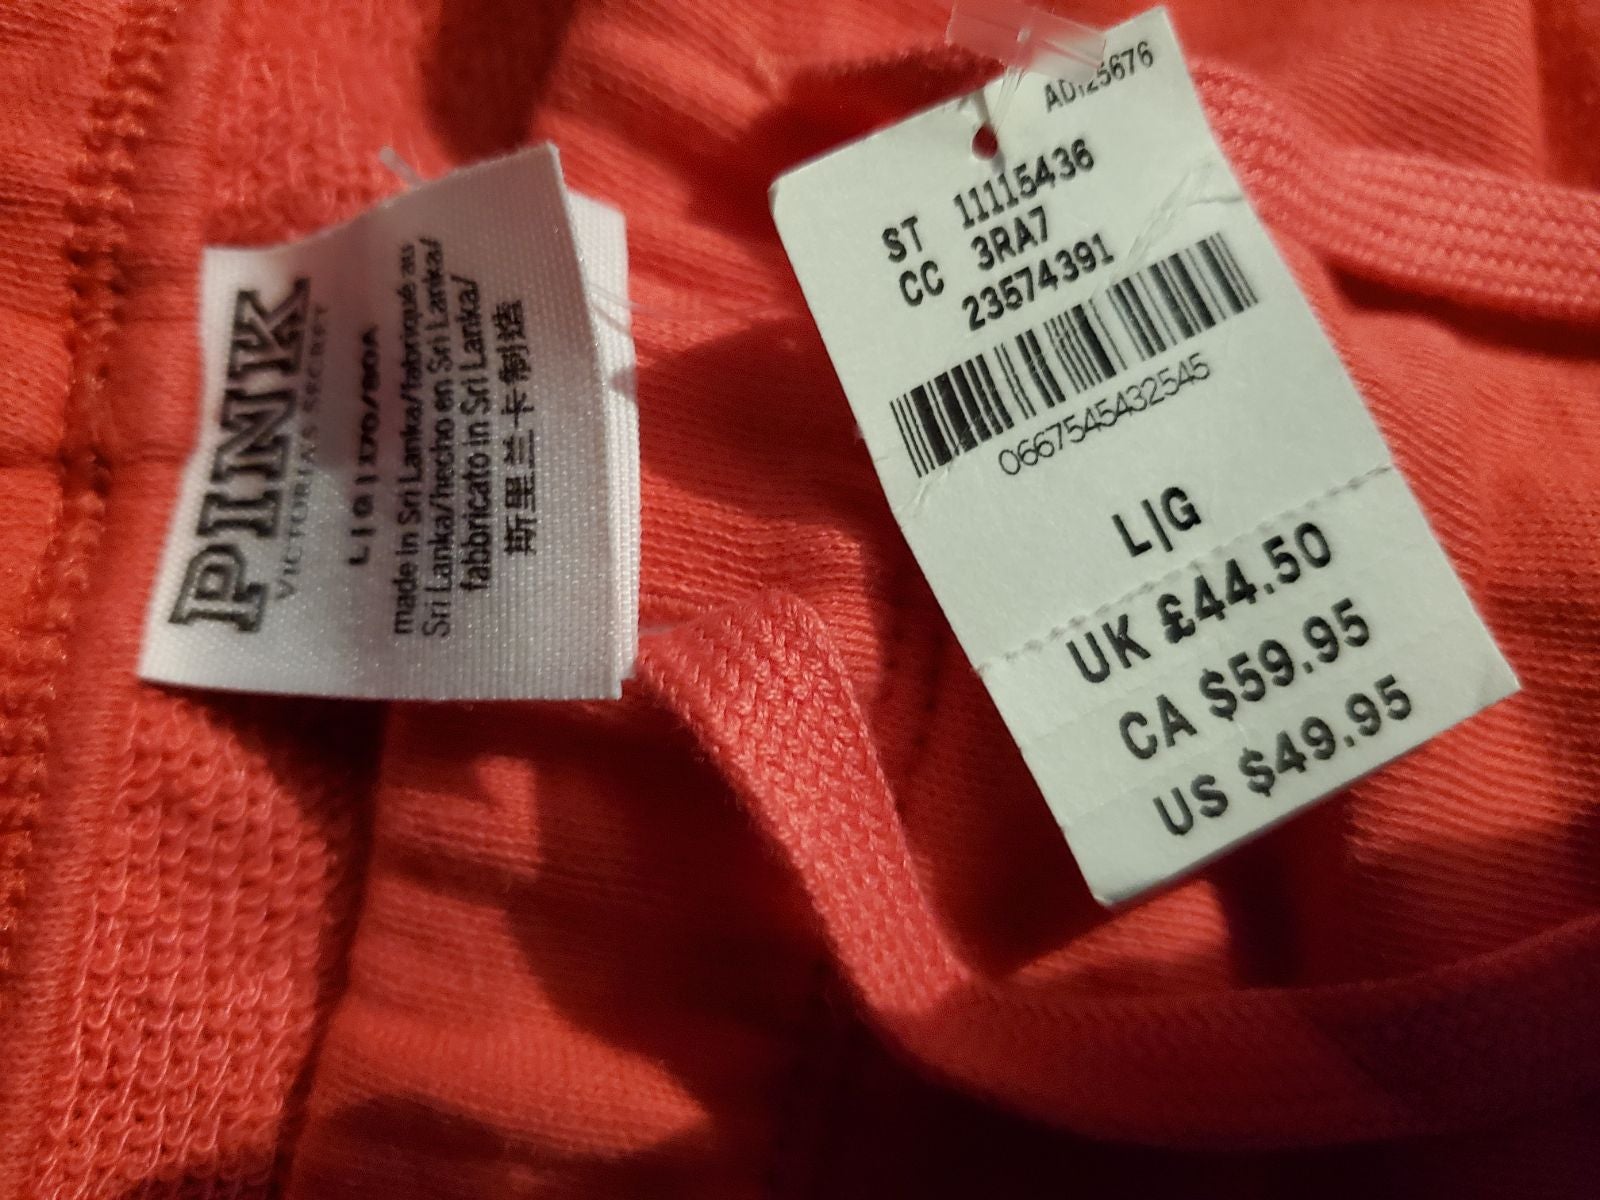 PINK
VICTORIA'S SECRET
L|G| 170/80A
made in Sri Lanka/fabriqué au
Sri Lanka/hecho en Sri Lanka/
fabbricato in Sri Lanka/
斯里兰卡制造
ST 11115436
CC 3RA7
23574391
0667545432545
L|G
UK £44.50
CA $59.95
US $49.95